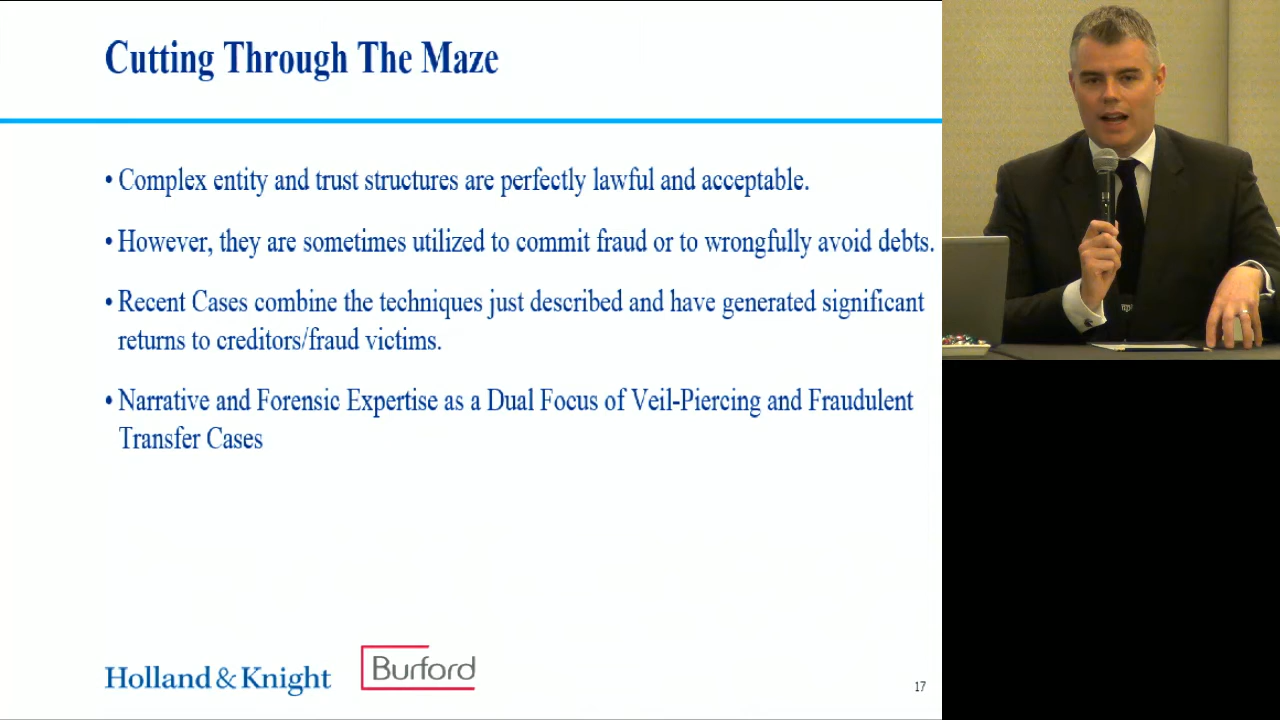 Cutting Through The Maze
• Complex entity and trust structures are perfectly lawful and acceptable.
• However, they are sometimes utilized to commit fraud or to wrongfully avoid debts.
• Recent Cases combine the techniques just described and have generated significant
returns to creditors/fraud victims.
• Narrative and Forensic Expertise as a Dual Focus of Veil-Piercing and Fraudulent
Transfer Cases
Holland & Knight
Burford
17